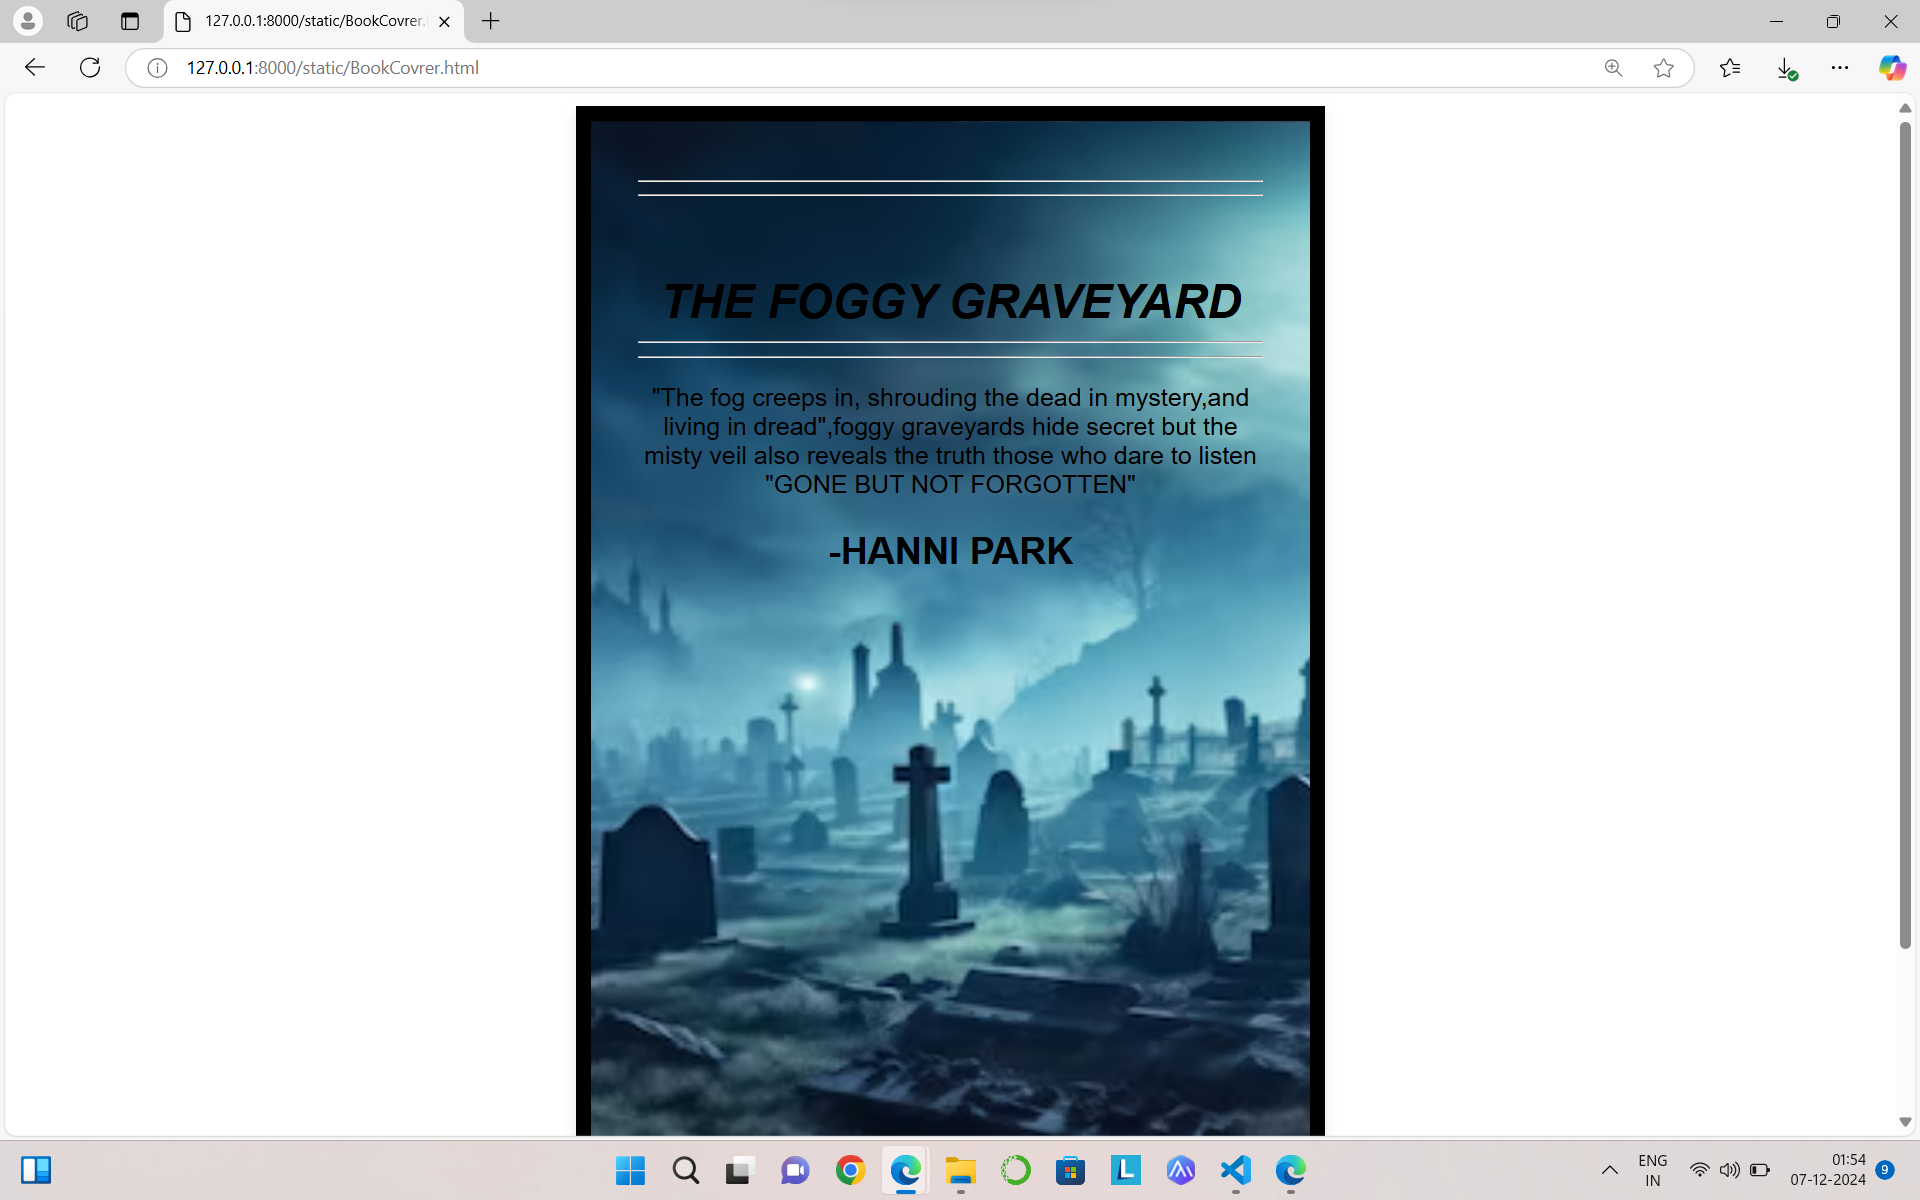 127.0.0.1:8000/static/BookCovrer.
127.0.0.1:8000/static/BookCovrer.html
THE FOGGY GRAVEYARD
"The fog creeps in, shrouding the dead in mystery,and
living in dread",foggy graveyards hide secret but the
misty veil also reveals the truth those who dare to listen
"GONE BUT NOT FORGOTTEN"
-HANNI PARK
L
ENG
IN
01:54
07-12-2024
9